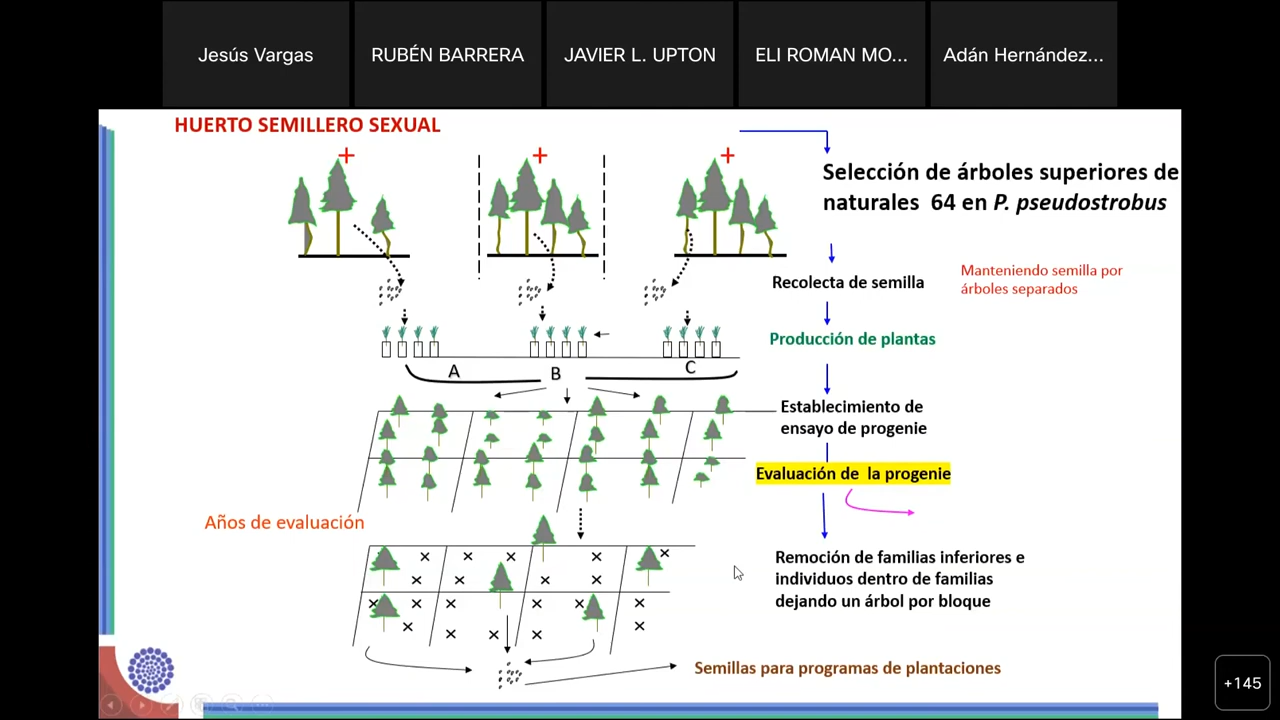 Jesús Vargas
RUBÉN BARRERA
JAVIER L. UPTON
ELI ROMAN MO...
Adán Hernández...
HUERTO SEMILLERO SEXUAL
Selección de árboles superiores de
naturales 64 en P. pseudostrobus
Recolecta de semilla
Manteniendo semilla por
árboles separados
Producción de plantas
A
B
C
Establecimiento de
ensayo de progenie
Evaluación de la progenie
Años de evaluación
Remoción de familias inferiores e
individuos dentro de familias
dejando un árbol por bloque
Semillas para programas de plantaciones
+145